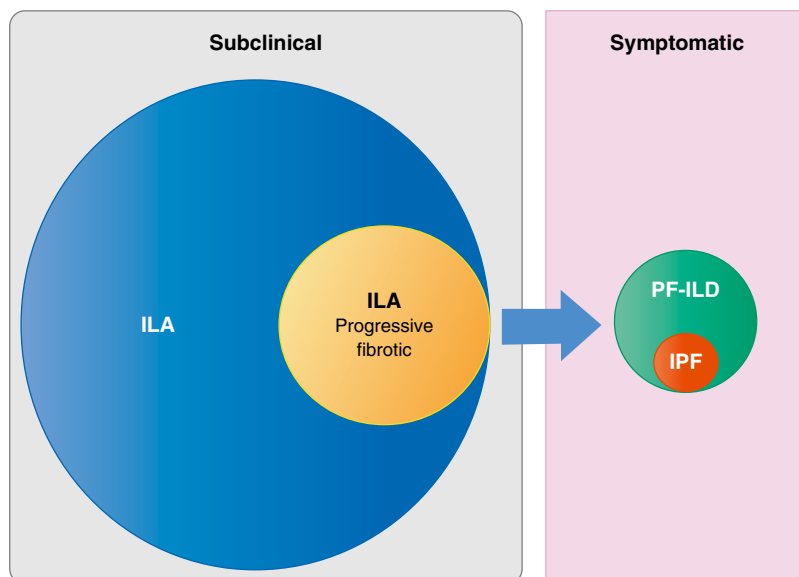 Subclinical
Symptomatic
ILA
ILA
Progressive
fibrotic
PF-ILD
IPF